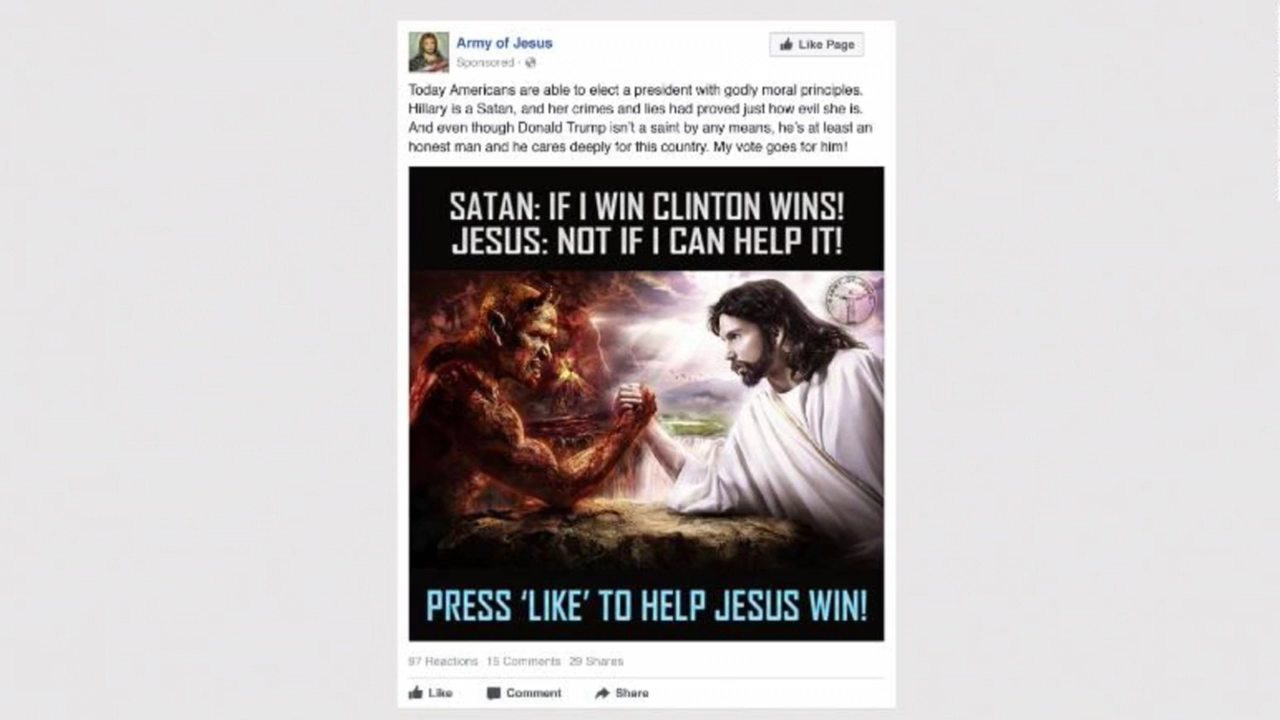 Army of Jesus
Like Page
Sponsored ·
Today Americans are able to elect a president with godly moral principles.
Hillary is a Satan, and her crimes and lies had proved just how evil she is.
And even though Donald Trump isn't a saint by any means, he's at least an
honest man and he cares deeply for this country. My vote goes for him!
SATAN: IF I WIN CLINTON WINS!
JESUS: NOT IF I CAN HELP IT!
PRESS 'LIKE' TO HELP JESUS WIN!
97 Reactions 15 Comments 29 Shares
Like Comment Share